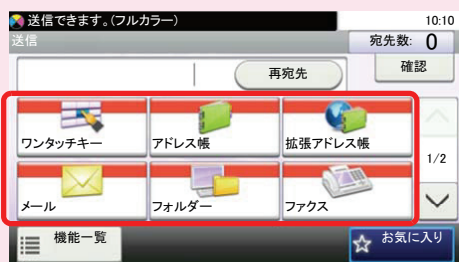 送信できます。(フルカラー)
10:10
送信
宛先数: 0
再宛先
確認
ワンタッチキー
アドレス帳
拡張アドレス帳
1/2
メール
フォルダー
ファクス
機能一覧
お気に入り